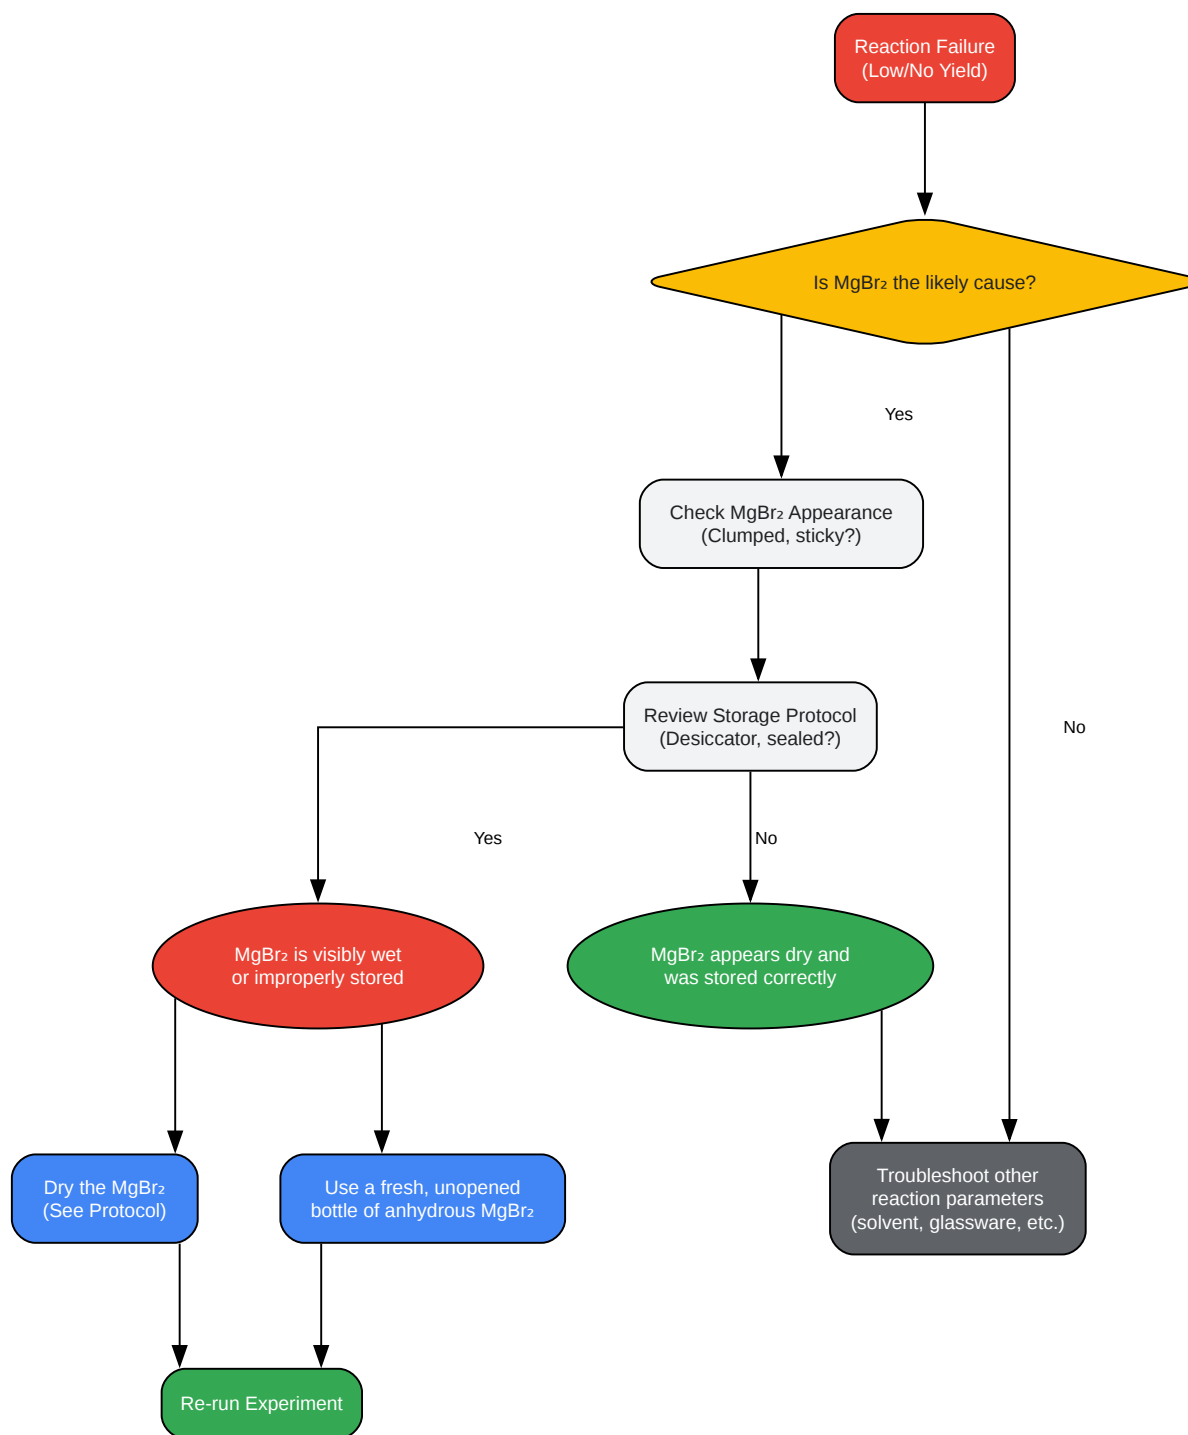 Reaction Failure
(Low/No Yield)
Is MgBr₂ the likely cause?
Yes
Check MgBr₂ Appearance
(Clumped, sticky?)
Review Storage Protocol
(Desiccator, sealed?)
No
Yes
No
MgBr₂ is visibly wet
or improperly stored
MgBr₂ appears dry and
was stored correctly
Dry the MgBr₂
(See Protocol)
Use a fresh, unopened
bottle of anhydrous MgBr₂
Troubleshoot other
reaction parameters
(solvent, glassware, etc.)
Re-run Experiment